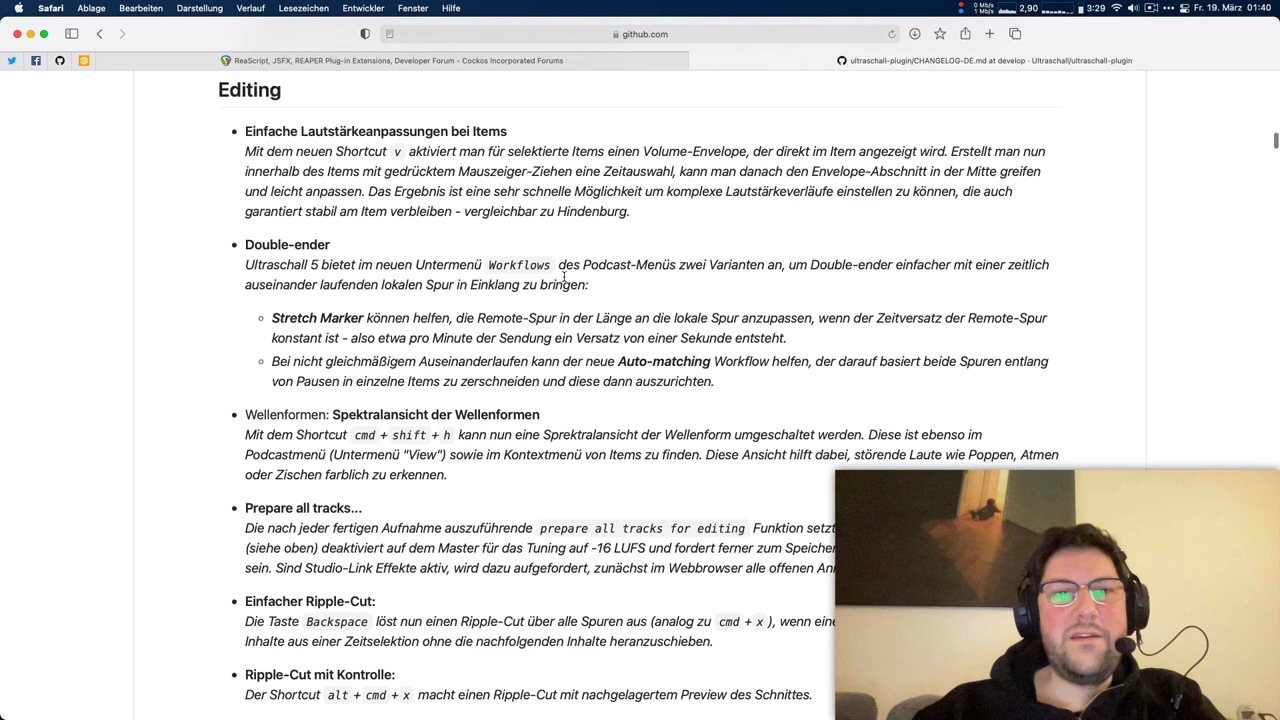 Safari Ablage Bearbeiten Darstellung Verlauf Lesezeichen Entwickler Fenster Hilfe 0 Mb/s 1 Mb/s 2,90 3:29 Fr. 19. März 01:40
github.com
ReaScript, JSFX, REAPER Plug-in Extensions, Developer Forum - Cockos Incorporated Forums ultraschall-plugin/CHANGELOG-DE.md at develop · Ultraschall/ultraschall-plugin
Editing
Einfache Lautstärkeanpassungen bei Items
Mit dem neuen Shortcut v aktiviert man für selektierte Items einen Volume-Envelope, der direkt im Item angezeigt wird. Erstellt man nun
innerhalb des Items mit gedrücktem Mauszeiger-Ziehen eine Zeitauswahl, kann man danach den Envelope-Abschnitt in der Mitte greifen
und leicht anpassen. Das Ergebnis ist eine sehr schnelle Möglichkeit um komplexe Lautstärkeverläufe einstellen zu können, die auch
garantiert stabil am Item verbleiben - vergleichbar zu Hindenburg.
Double-ender
Ultraschall 5 bietet im neuen Untermenü Workflows des Podcast-Menüs zwei Varianten an, um Double-ender einfacher mit einer zeitlich
auseinander laufenden lokalen Spur in Einklang zu bringen:
Stretch Marker können helfen, die Remote-Spur in der Länge an die lokale Spur anzupassen, wenn der Zeitversatz der Remote-Spur
konstant ist - also etwa pro Minute der Sendung ein Versatz von einer Sekunde entsteht.
Bei nicht gleichmäßigem Auseinanderlaufen kann der neue Auto-matching Workflow helfen, der darauf basiert beide Spuren entlang
von Pausen in einzelne Items zu zerschneiden und diese dann auszurichten.
Wellenformen: Spektralansicht der Wellenformen
Mit dem Shortcut cmd + shift + h kann nun eine Sprektralansicht der Wellenform umgeschaltet werden. Diese ist ebenso im
Podcastmenü (Untermenü "View") sowie im Kontextmenü von Items zu finden. Diese Ansicht hilft dabei, störende Laute wie Poppen, Atmen
oder Zischen farblich zu erkennen.
Prepare all tracks...
Die nach jeder fertigen Aufnahme auszuführende prepare all tracks for editing Funktion setzt
(siehe oben) deaktiviert auf dem Master für das Tuning auf -16 LUFS und fordert ferner zum Speicher
sein. Sind Studio-Link Effekte aktiv, wird dazu aufgefordert, zunächst im Webbrowser alle offenen
Einfacher Ripple-Cut:
Die Taste Backspace löst nun einen Ripple-Cut über alle Spuren aus (analog zu cmd + x ), wenn eine
Inhalte aus einer Zeitselektion ohne die nachfolgenden Inhalte heranzuschieben.
Ripple-Cut mit Kontrolle:
Der Shortcut alt + cmd + x macht einen Ripple-Cut mit nachgelagertem Preview des Schnittes.